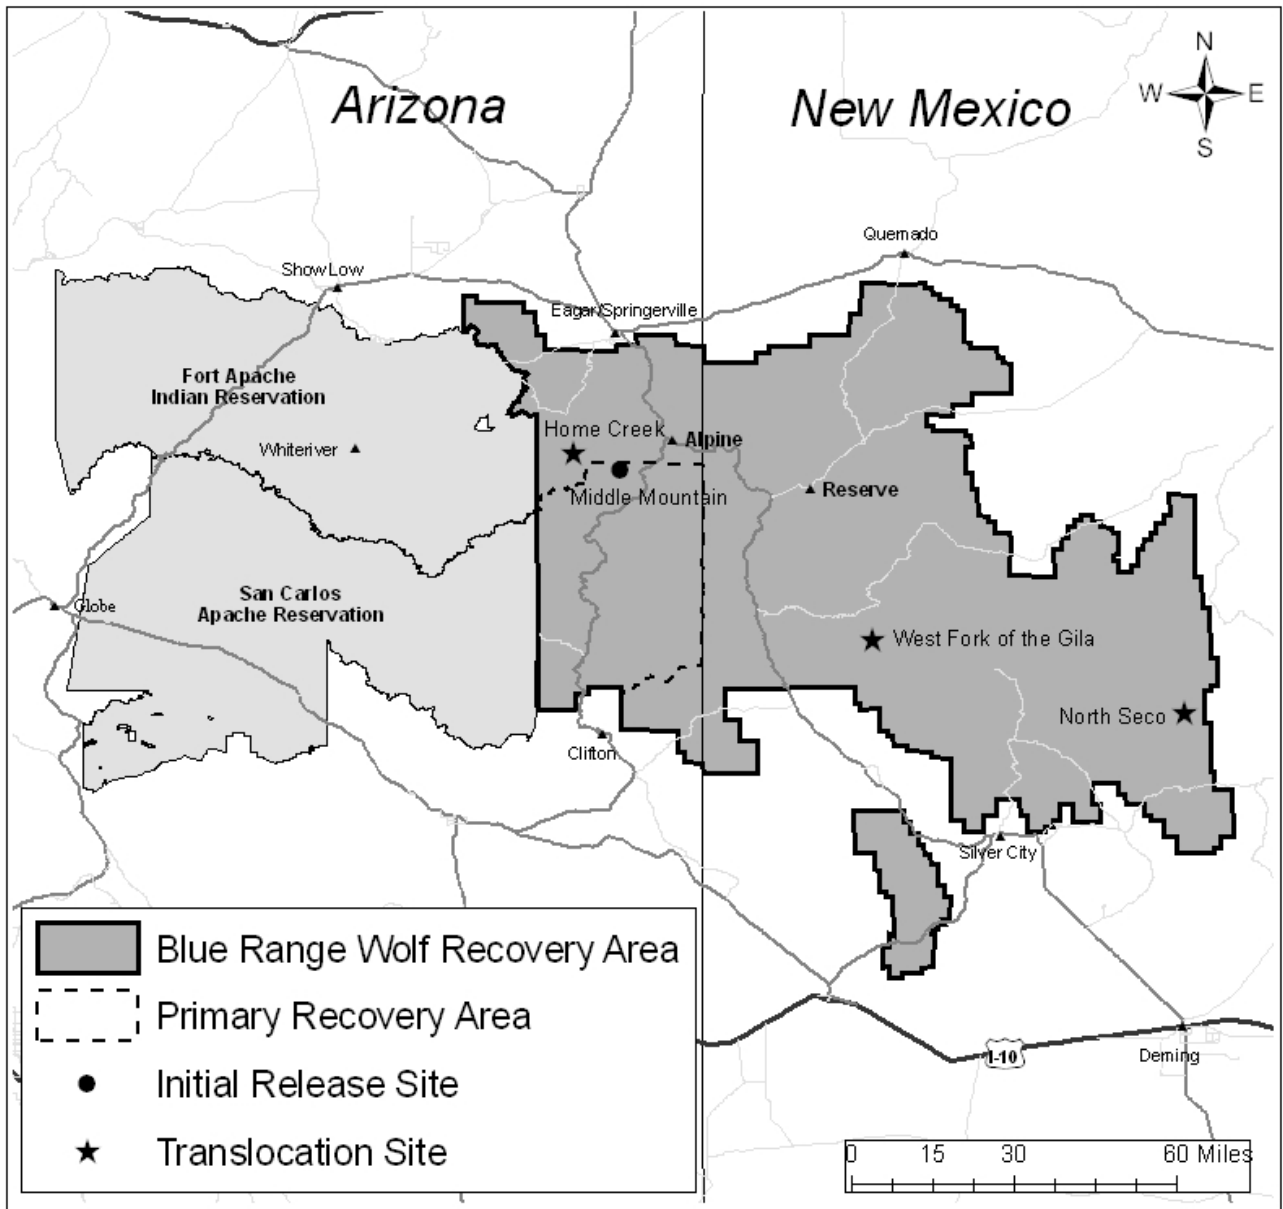 Arizona
New Mexico
N
W
E
S
Quemado
Show Low
Eagar/Springerville
Fort Apache
Indian Reservation
Whiteriver
Home Creek
Alpine
Middle Mountain
Reserve
San Carlos
Apache Reservation
Globe
West Fork of the Gila
North Seco
Clifton
Silver City
Blue Range Wolf Recovery Area
Primary Recovery Area
Initial Release Site
Translocation Site
I-10
Deming
0 15 30 60 Miles